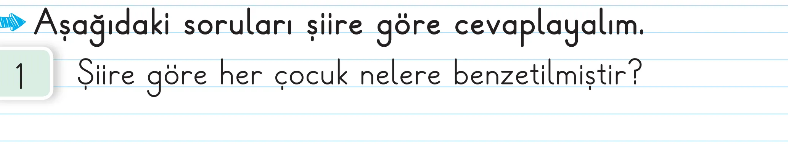 Aşağıdaki soruları şiire göre cevaplayalım.
1 Şiire göre her çocuk nelere benzetilmiştir?